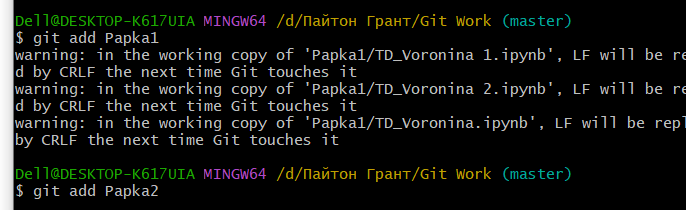 Dell@DESKTOP-K617UIA MINGW64 /d/Пайтон Грант/Git Work (master)
$ git add Papka1
warning: in the working copy of 'Papka1/TD_Voronina 1.ipynb', LF will be re
d by CRLF the next time Git touches it
warning: in the working copy of 'Papka1/TD_Voronina 2.ipynb', LF will be re
d by CRLF the next time Git touches it
warning: in the working copy of 'Papka1/TD_Voronina.ipynb', LF will be repl
by CRLF the next time Git touches it
Dell@DESKTOP-K617UIA MINGW64 /d/Пайтон Грант/Git Work (master)
$ git add Papka2